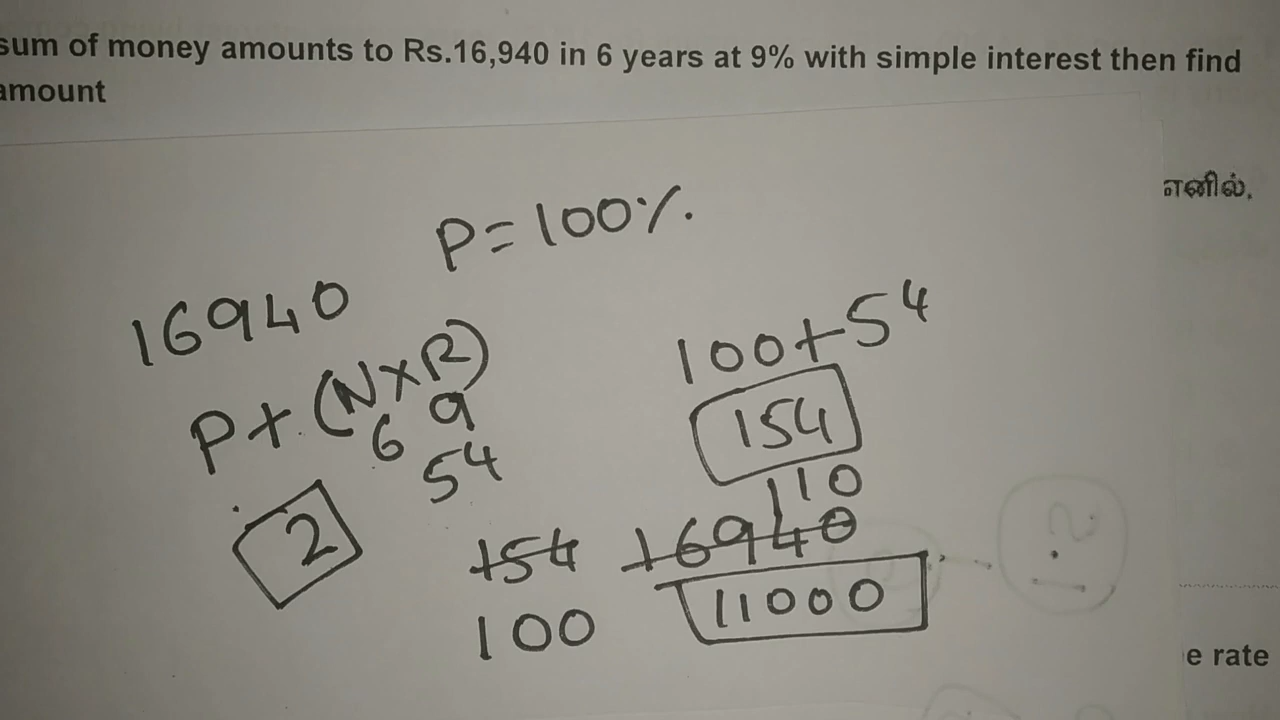 sum of money amounts to Rs.16,940 in 6 years at 9% with simple interest then find
amount
எனில்,
P=100%
16940
P+(N×R)
6 9
54
2
100+54
154
110
154 16940
100 11000
e rate